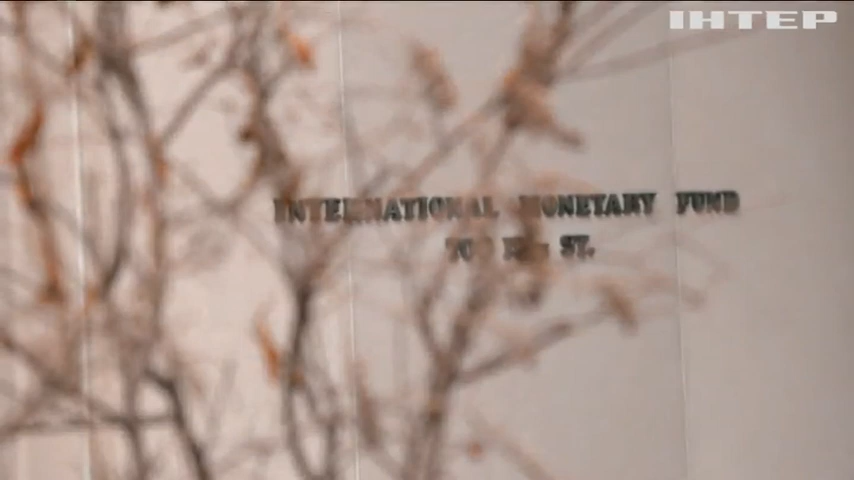 ІНТЕР
INTERNATIONAL MONETARY FUND
ST.